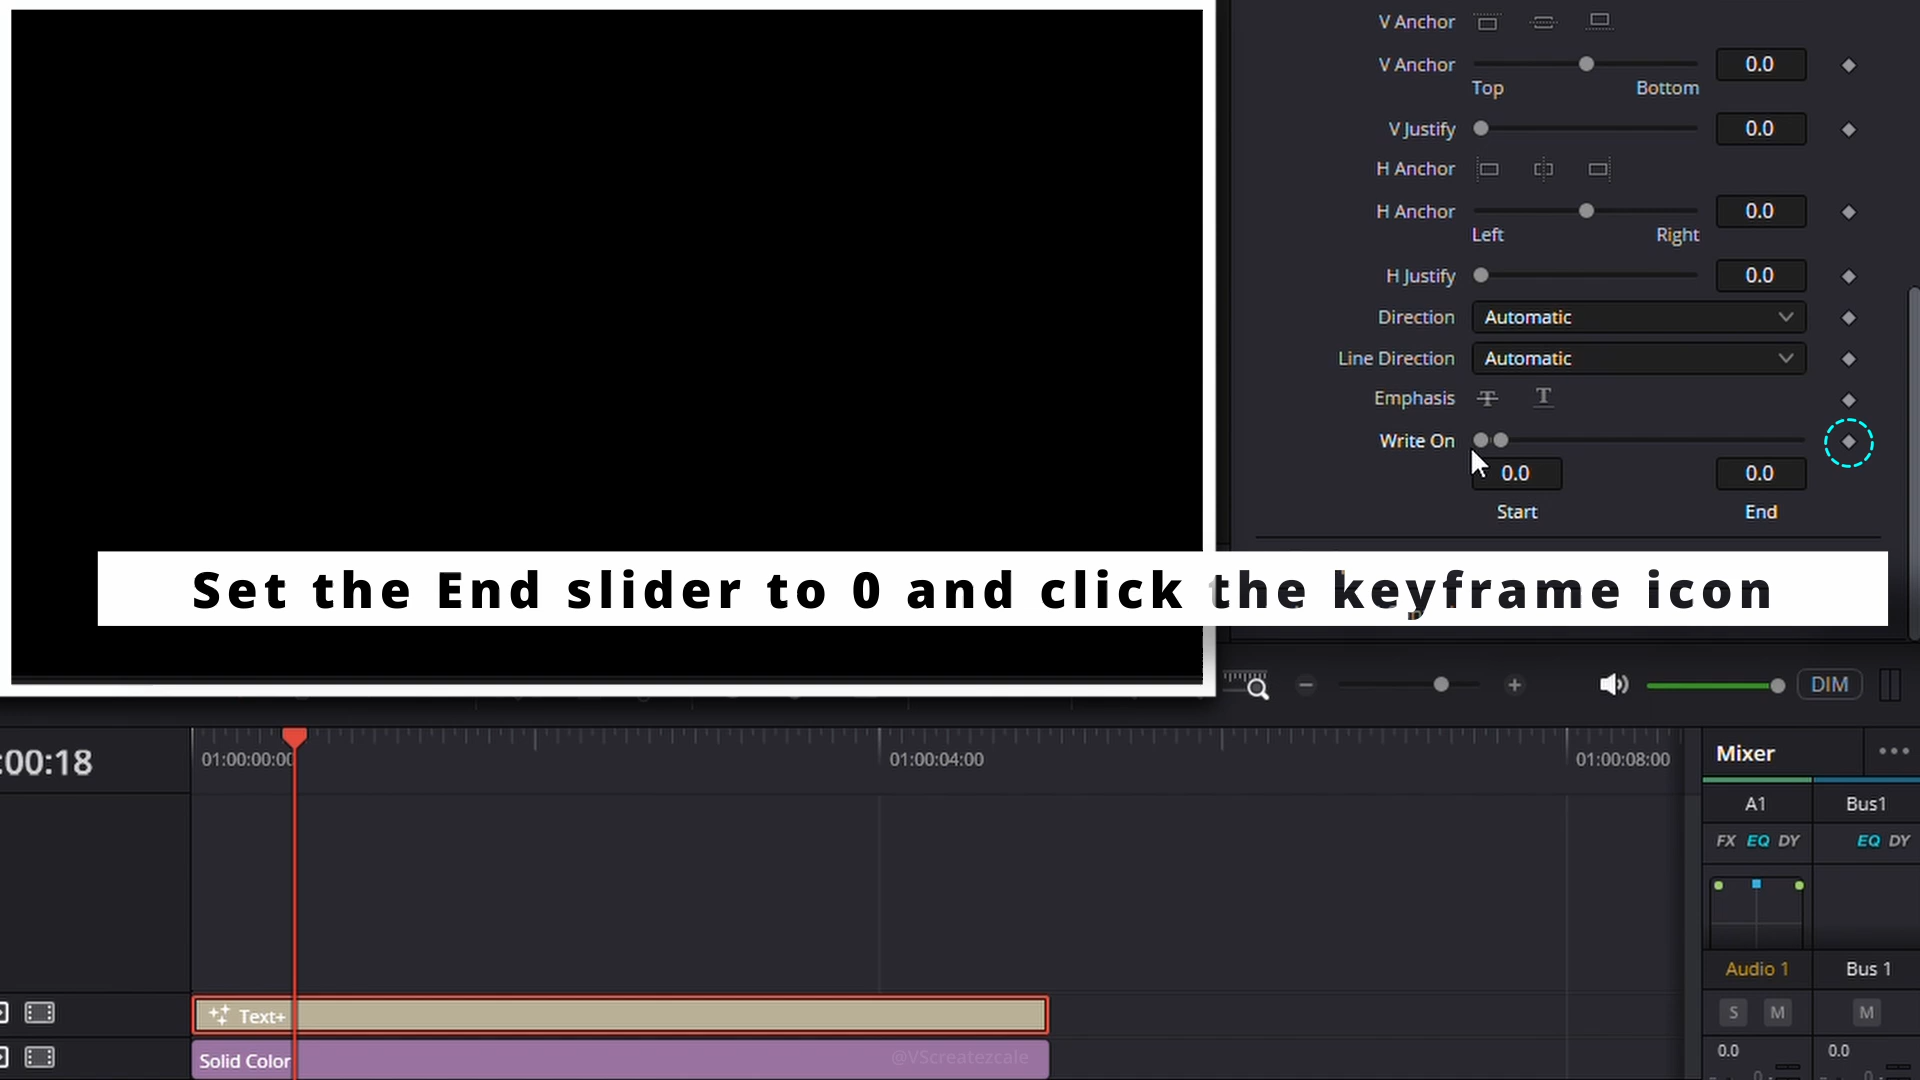 V Anchor
V Anchor 0.0
Top Bottom
V Justify 0.0
H Anchor
H Anchor 0.0
Left Right
H Justify 0.0
Direction Automatic
Line Direction Automatic
Emphasis T T
Write On
0.0 0.0
Start End
Set the End slider to 0 and click the keyframe icon
DIM
:00:18
01:00:00:00 01:00:04:00 01:00:08:00
Mixer
A1 Bus1
FX EQ DY EQ DY
Audio 1 Bus 1
S M M
Text+
0.0 0.0
Solid Color @VScreatezcale